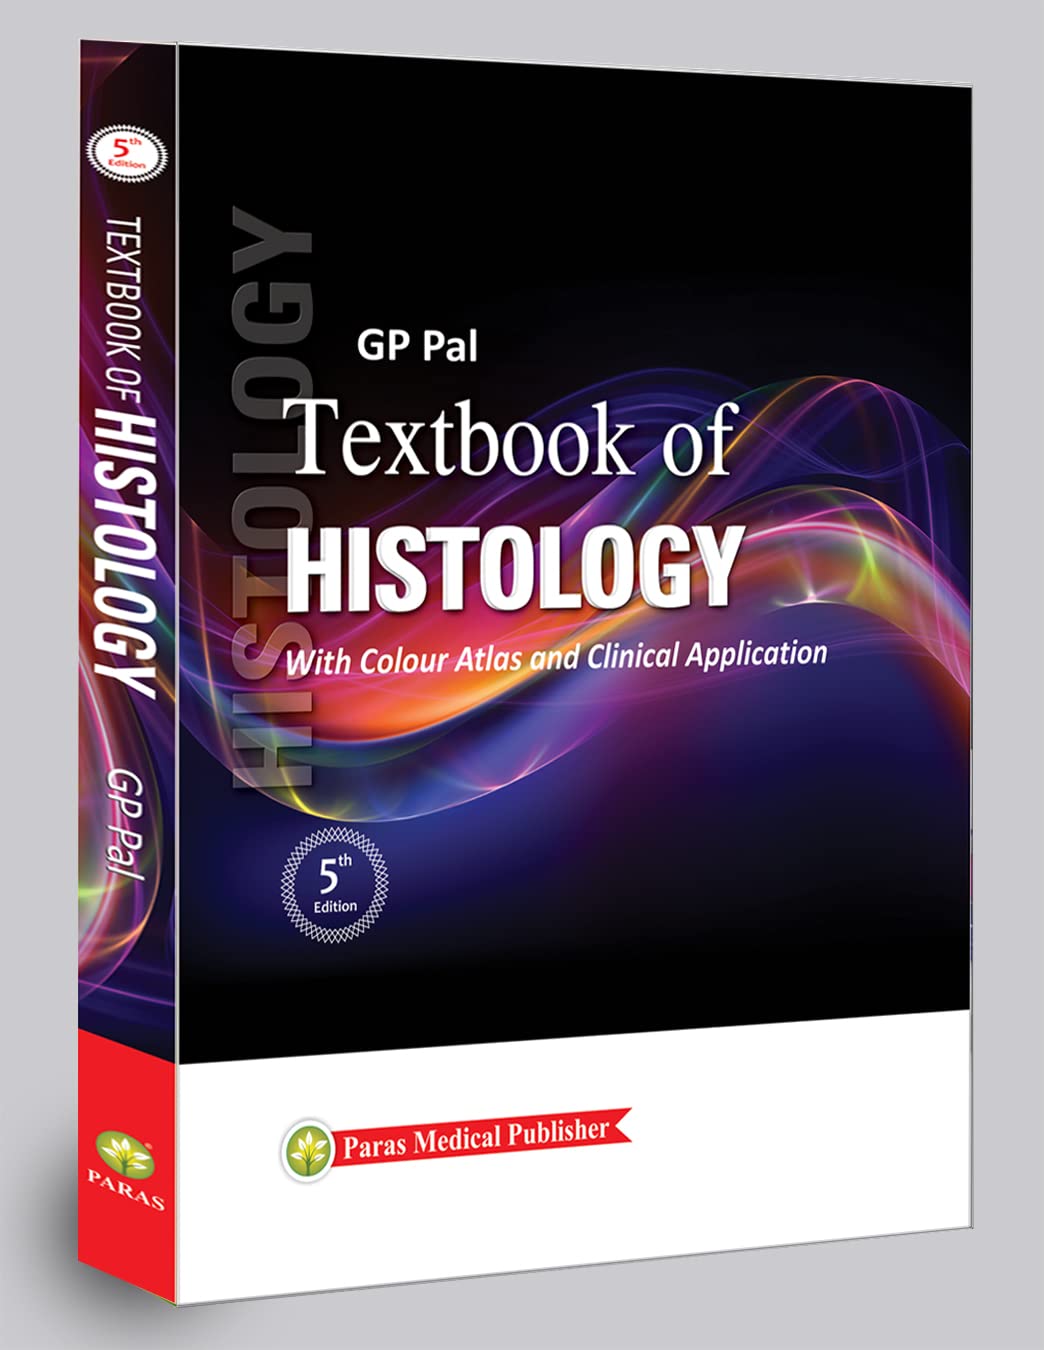 5th
Edition
TEXTBOOK OF HISTOLOGY
GP Pal
PARAS
HISTOLOGY
GP Pal
Textbook of
HISTOLOGY
With Colour Atlas and Clinical Application
5th
Edition
Paras Medical Publisher